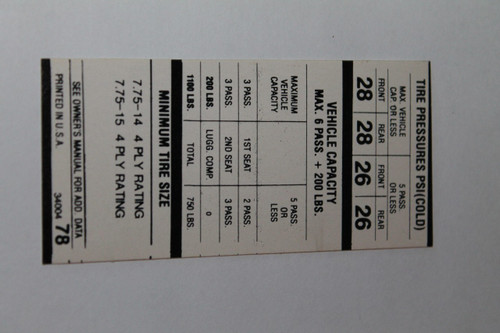 TIRE PRESSURES PSI(COLD)
MAX. VEHICLE CAP. OR LESS
5 PASS. OR LESS
FRONT REAR FRONT REAR
28 28 26 26
VEHICLE CAPACITY
MAX. 6 PASS. + 200 LBS.
MAXIMUM VEHICLE CAPACITY
5 PASS. OR LESS
3 PASS. 1ST SEAT 2 PASS.
3 PASS. 2ND SEAT 3 PASS.
200 LBS. LUGG. COMP. 0
1100 LBS. TOTAL 750 LBS.
MINIMUM TIRE SIZE
7.75-14 4 PLY RATING
7.75-15 4 PLY RATING
SEE OWNER'S MANUAL FOR ADD. DATA
PRINTED IN U.S.A. 34004 78